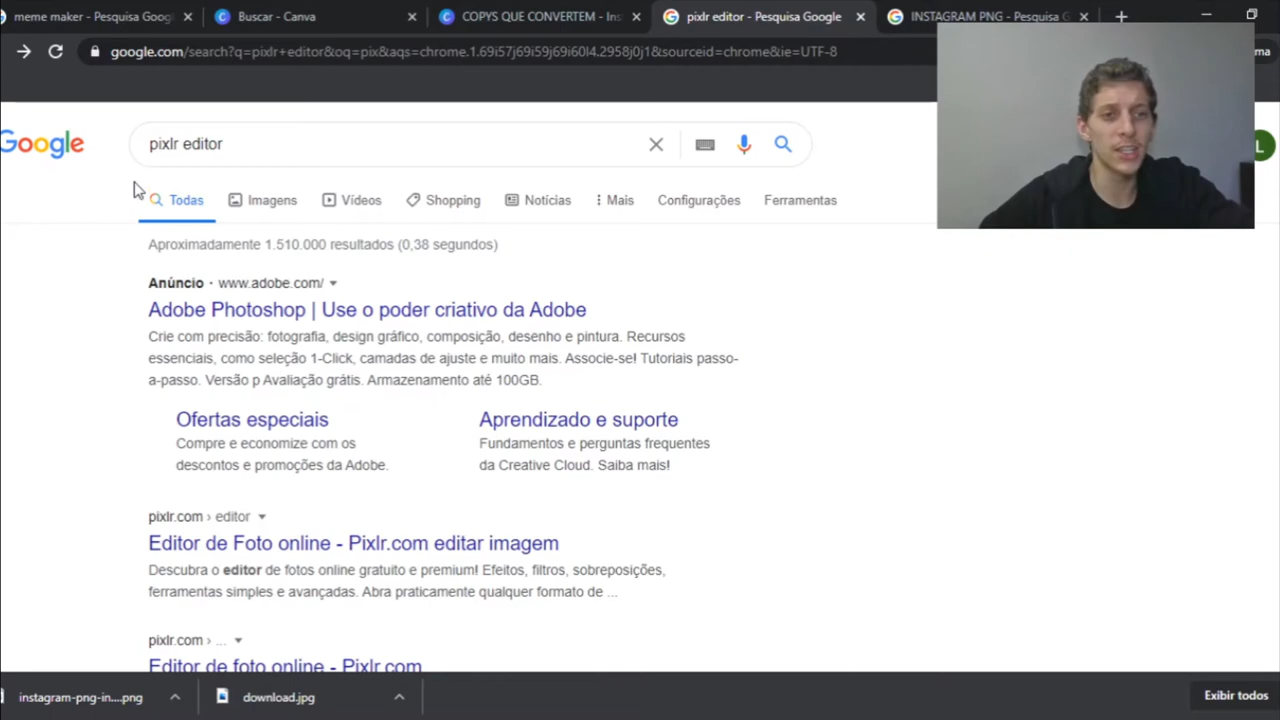 meme maker - Pesquisa Goog
Buscar - Canva
COPYS QUE CONVERTEM - Ins
pixlr editor - Pesquisa Google
INSTAGRAM PNG - Pesquisa G
google.com/search?q=pixlr+editor&oq=pix&aqs=chrome.1.69i57j69i59j69i60l4.2958j0j1&sourceid=chrome&ie=UTF-8
ma
Google
pixlr editor
L
Todas
Imagens
Vídeos
Shopping
Notícias
Mais
Configurações
Ferramentas
Aproximadamente 1.510.000 resultados (0,38 segundos)
Anúncio · www.adobe.com/
Adobe Photoshop | Use o poder criativo da Adobe
Crie com precisão: fotografia, design gráfico, composição, desenho e pintura. Recursos
essenciais, como seleção 1-Click, camadas de ajuste e muito mais. Associe-se! Tutoriais passo-
a-passo. Versão p Avaliação grátis. Armazenamento até 100GB.
Ofertas especiais
Compre e economize com os
descontos e promoções da Adobe.
Aprendizado e suporte
Fundamentos e perguntas frequentes
da Creative Cloud. Saiba mais!
pixlr.com › editor
Editor de Foto online - Pixlr.com editar imagem
Descubra o editor de fotos online gratuito e premium! Efeitos, filtros, sobreposições,
ferramentas simples e avançadas. Abra praticamente qualquer formato de ...
pixlr.com › ...
Editor de foto online - Pixlr.com
instagram-png-in....png
download.jpg
Exibir todos